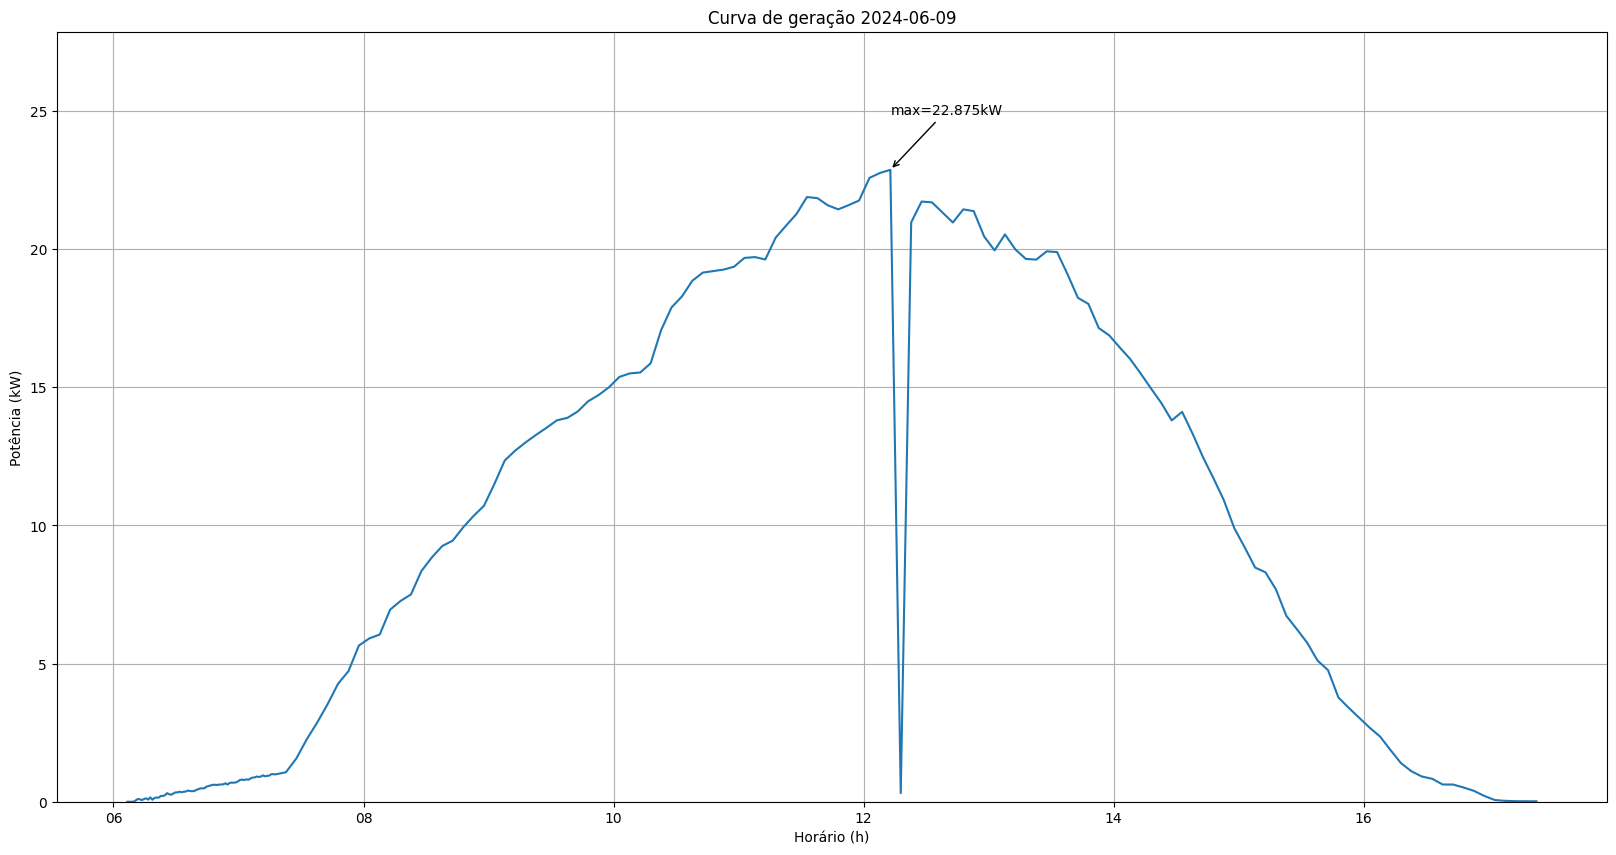 Curva de geração 2024-06-09
max=22.875kW
25
20
15
10
5
0
Potência (kW)
06 08 10 12 14 16
Horário (h)